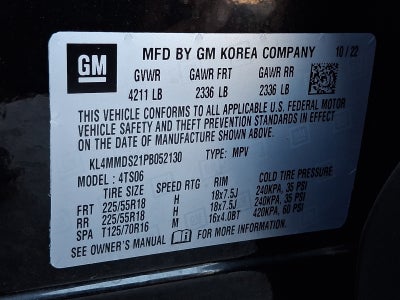 GM MFD BY GM KOREA COMPANY 10 / 22
GVWR GAWR FRT GAWR RR
4211 LB 2336 LB 2336 LB
THIS VEHICLE CONFORMS TO ALL APPLICABLE U.S. FEDERAL MOTOR
VEHICLE SAFETY AND THEFT PREVENTION STANDARDS IN EFFECT
ON THE DATE OF MANUFACTURE SHOWN ABOVE.
KL4MMDS21PB052130 TYPE: MPV
MODEL : 4TS06
TIRE SIZE SPEED RTG RIM COLD TIRE PRESSURE
FRT 225/55R18 H 18x7.5J 240KPA, 35 PSI
RR 225/55R18 H 18x7.5J 240KPA, 35 PSI
SPA T125/70R16 M 16x4.0BT 420KPA, 60 PSI
SEE OWNER'S MANUAL FOR MORE INFORMATION.